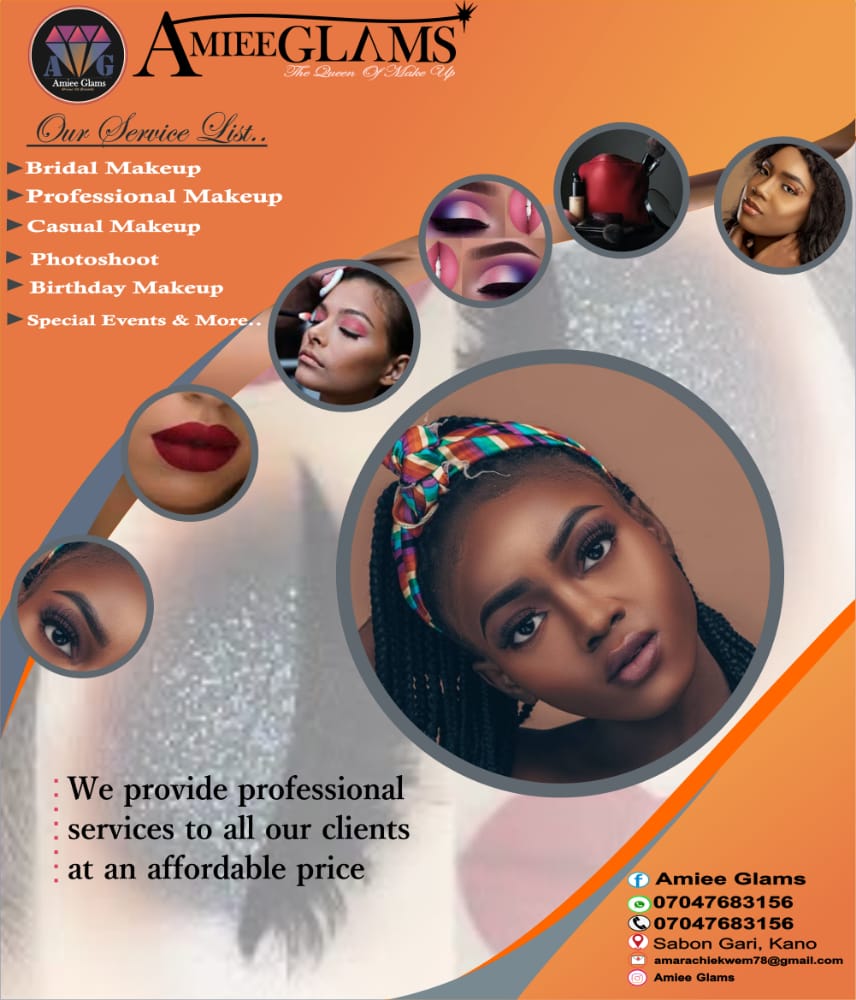 AG
Amiee Glams
AMIEEGLAMS
The Queen Of Make Up
Our Service List..
Bridal Makeup
Professional Makeup
Casual Makeup
Photoshoot
Birthday Makeup
Special Events & More..
We provide professional
services to all our clients
at an affordable price
Amiee Glams
07047683156
07047683156
Sabon Gari, Kano
amarachiekwem78@gmail.com
Amiee Glams